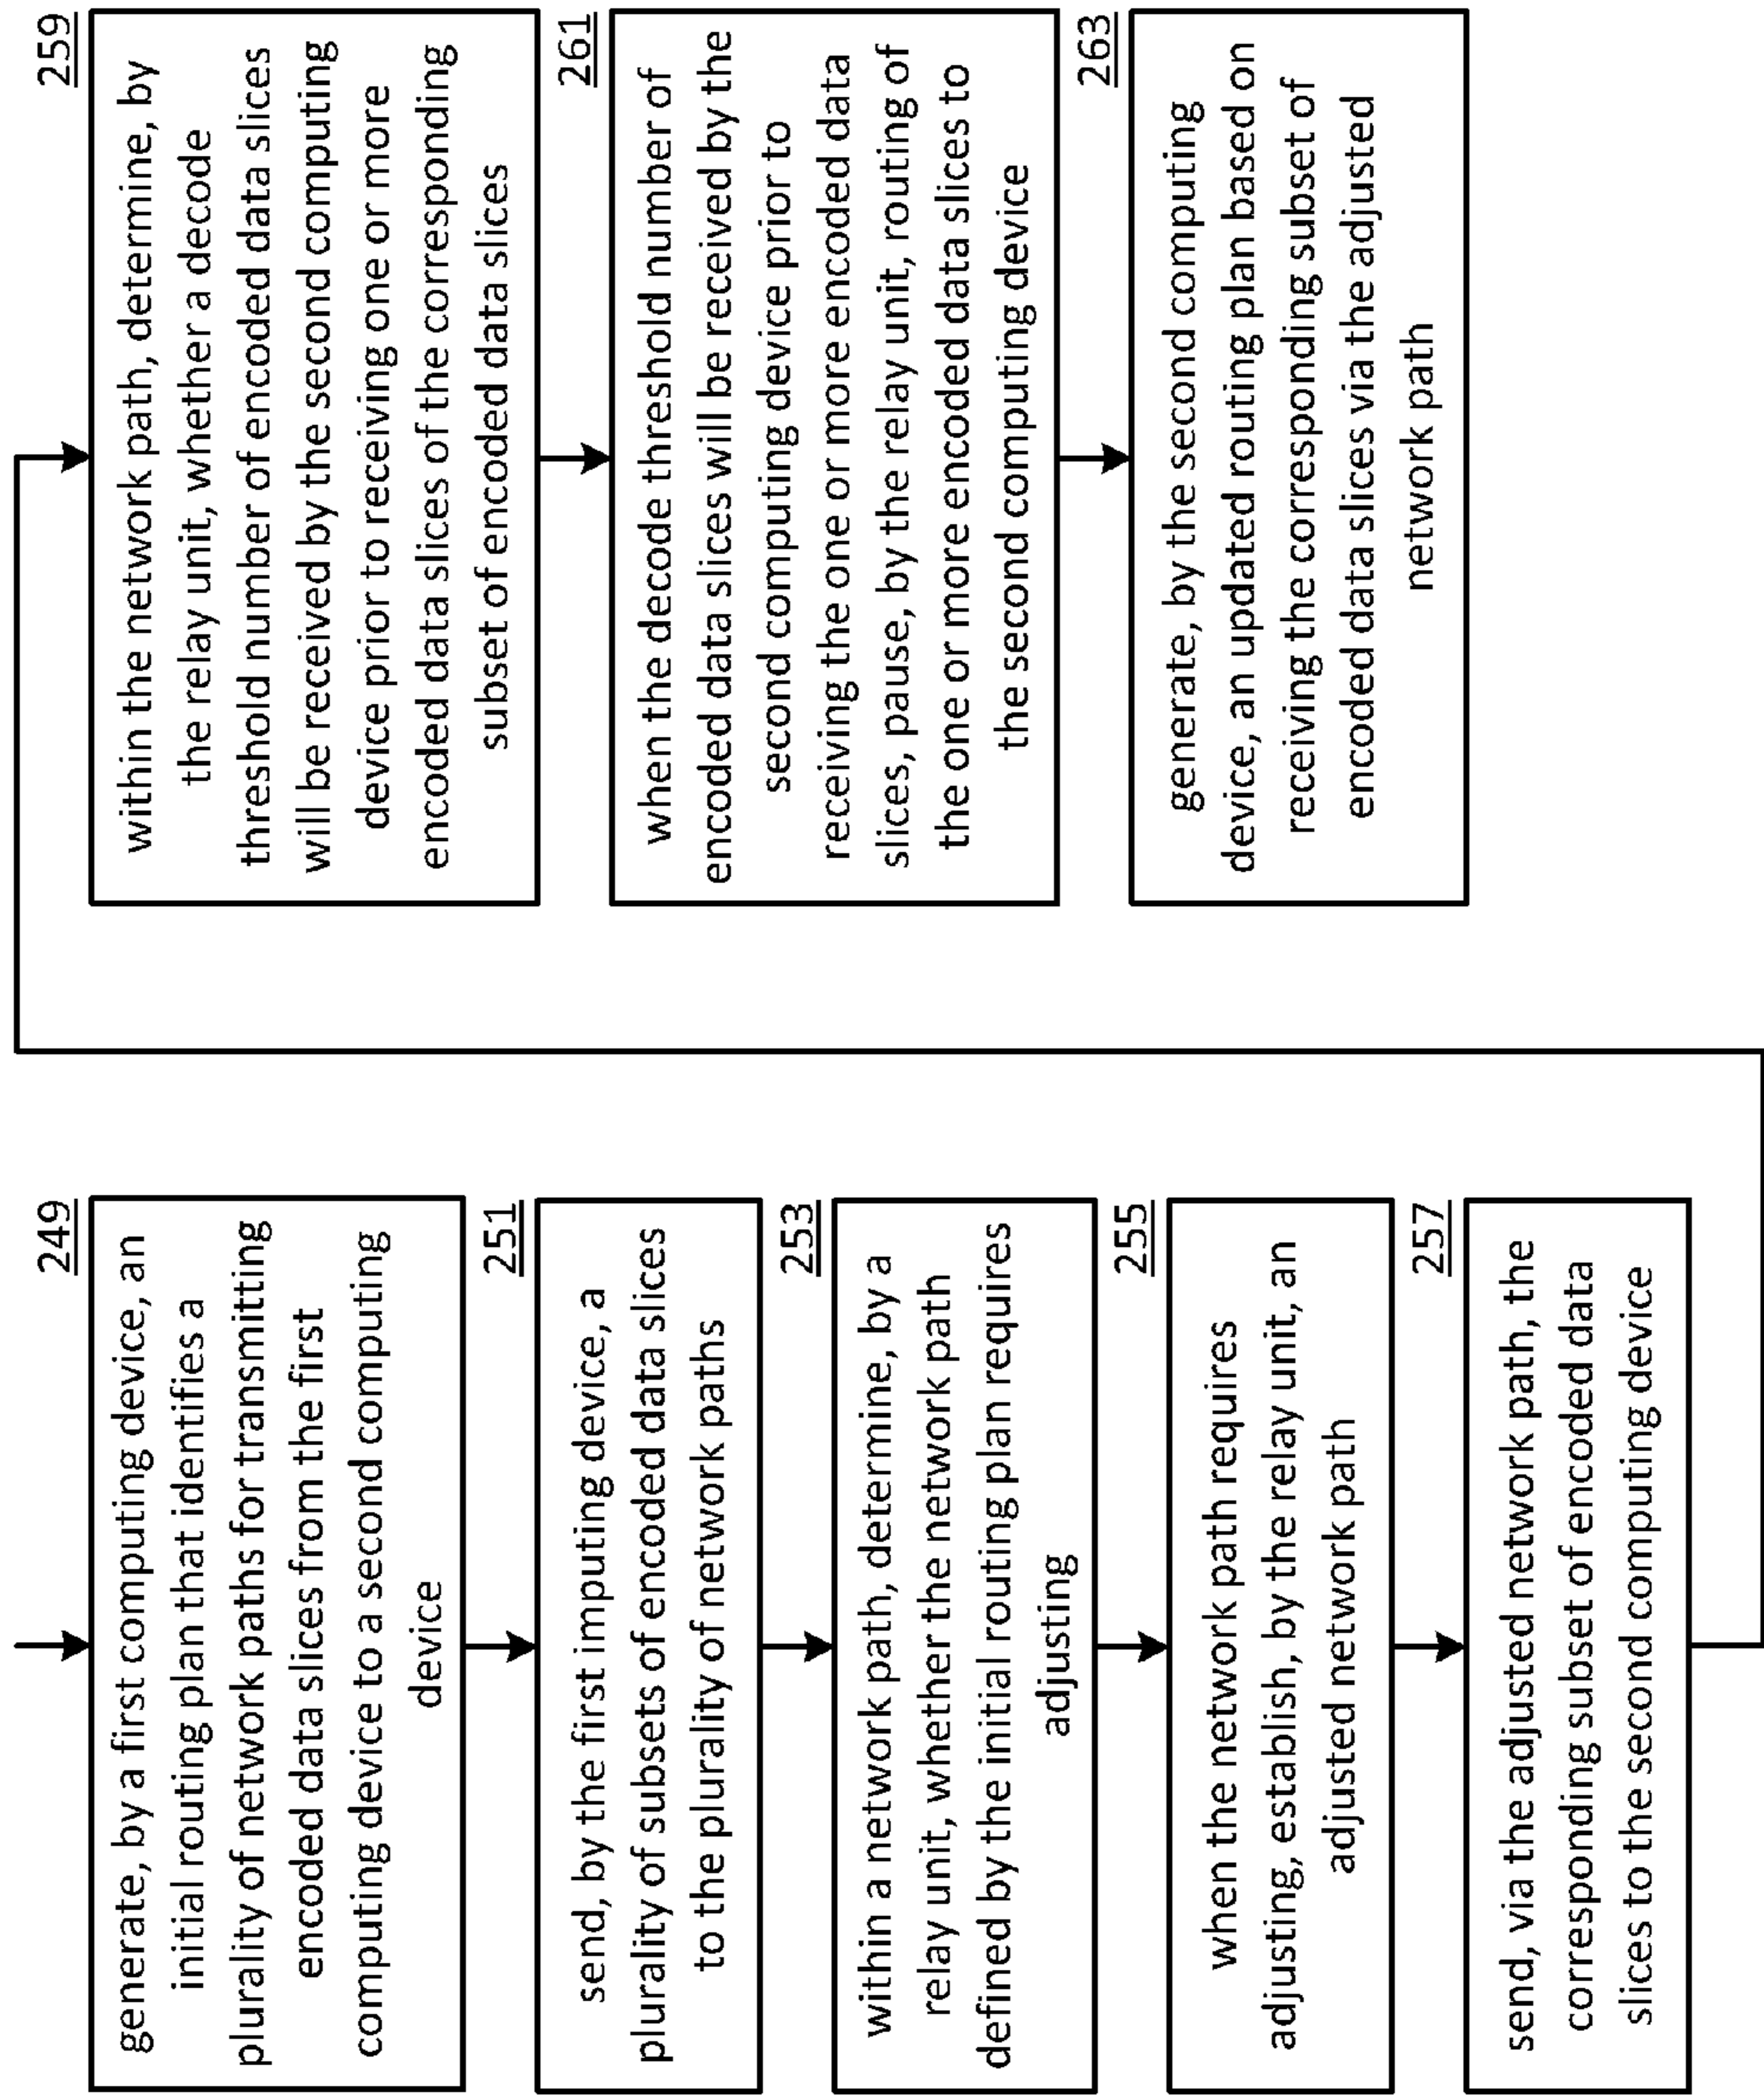 249
generate, by a first computing device, an
initial routing plan that identifies a
plurality of network paths for transmitting
encoded data slices from the first
computing device to a second computing
device
251
send, by the first imputing device, a
plurality of subsets of encoded data slices
to the plurality of network paths
253
within a network path, determine, by a
relay unit, whether the network path
defined by the initial routing plan requires
adjusting
255
when the network path requires
adjusting, establish, by the relay unit, an
adjusted network path
257
send, via the adjusted network path, the
corresponding subset of encoded data
slices to the second computing device
259
within the network path, determine, by
the relay unit, whether a decode
threshold number of encoded data slices
will be received by the second computing
device prior to receiving one or more
encoded data slices of the corresponding
subset of encoded data slices
261
when the decode threshold number of
encoded data slices will be received by the
second computing device prior to
receiving the one or more encoded data
slices, pause, by the relay unit, routing of
the one or more encoded data slices to
the second computing device
263
generate, by the second computing
device, an updated routing plan based on
receiving the corresponding subset of
encoded data slices via the adjusted
network path